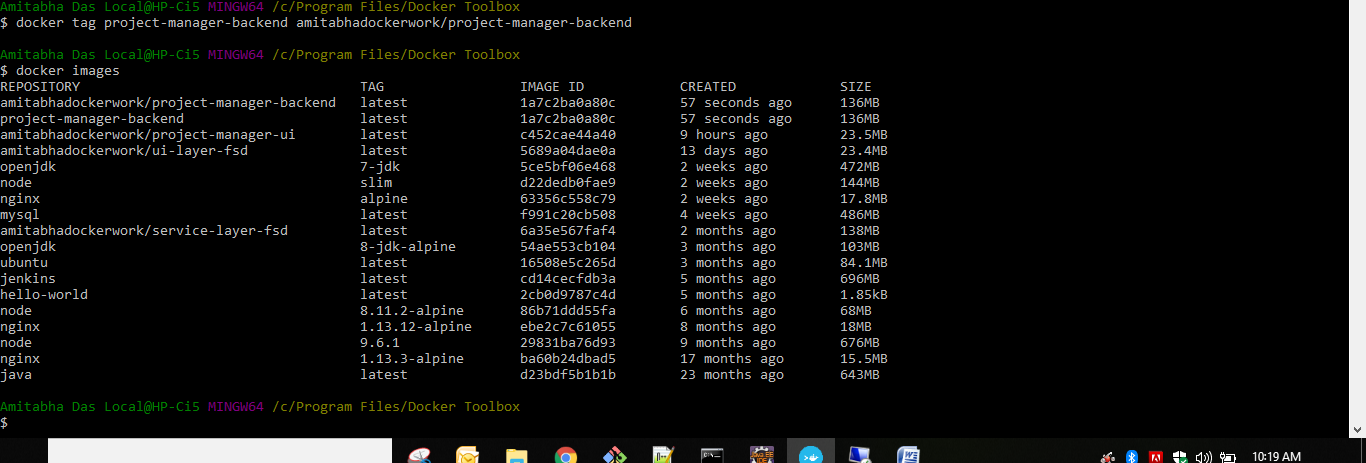 Amitabha Das Local@HP-Ci5 MINGW64 /c/Program Files/Docker Toolbox
$ docker tag project-manager-backend amitabhadockerwork/project-manager-backend
Amitabha Das Local@HP-Ci5 MINGW64 /c/Program Files/Docker Toolbox
$ docker images
REPOSITORY TAG IMAGE ID CREATED SIZE
amitabhadockerwork/project-manager-backend latest 1a7c2ba0a80c 57 seconds ago 136MB
project-manager-backend latest 1a7c2ba0a80c 57 seconds ago 136MB
amitabhadockerwork/project-manager-ui latest c452cae44a40 9 hours ago 23.5MB
amitabhadockerwork/ui-layer-fsd latest 5689a04dae0a 13 days ago 23.4MB
openjdk 7-jdk 5ce5bf06e468 2 weeks ago 472MB
node slim d22dedb0fae9 2 weeks ago 144MB
nginx alpine 63356c558c79 2 weeks ago 17.8MB
mysql latest f991c20cb508 4 weeks ago 486MB
amitabhadockerwork/service-layer-fsd latest 6a35e567faf4 2 months ago 138MB
openjdk 8-jdk-alpine 54ae553cb104 3 months ago 103MB
ubuntu latest 16508e5c265d 3 months ago 84.1MB
jenkins latest cd14cecfdb3a 5 months ago 696MB
hello-world latest 2cb0d9787c4d 5 months ago 1.85kB
node 8.11.2-alpine 86b71ddd55fa 6 months ago 68MB
nginx 1.13.12-alpine ebe2c7c61055 8 months ago 18MB
node 9.6.1 29831ba76d93 9 months ago 676MB
nginx 1.13.3-alpine ba60b24dbad5 17 months ago 15.5MB
java latest d23bdf5b1b1b 23 months ago 643MB
Amitabha Das Local@HP-Ci5 MINGW64 /c/Program Files/Docker Toolbox
$
10:19 AM